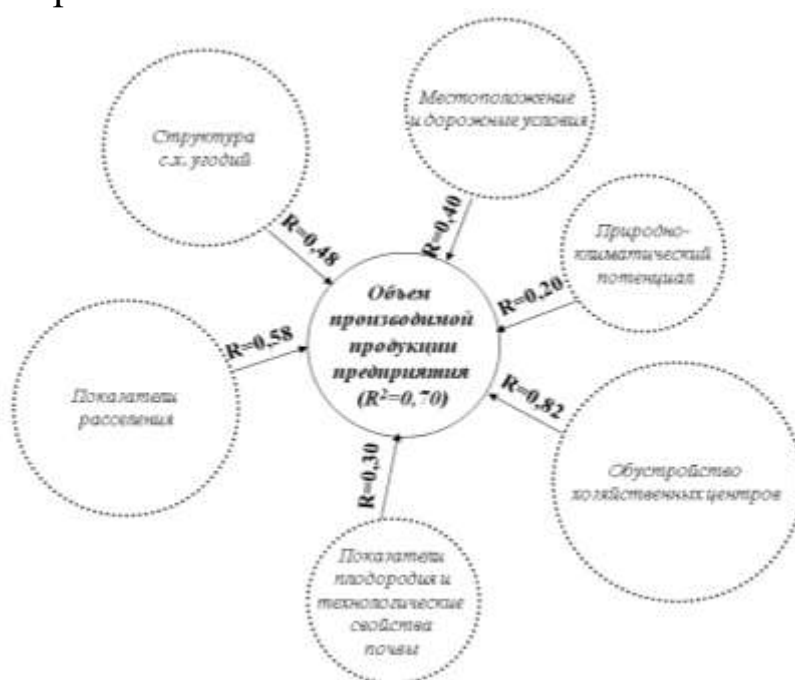 Местоположение
и дорожные условия
Структура
с.х. угодий
R=0,40
R=0,48
Природно-
климатический
потенциал
R=0,20
Объем
производимой
продукции
предприятия
(R²=0,70)
R=0,58
Показатели
расселения
R=0,82
Обустройство
хозяйственных центров
R=0,30
Показатели
плодородия и
технологические
свойства
почвы